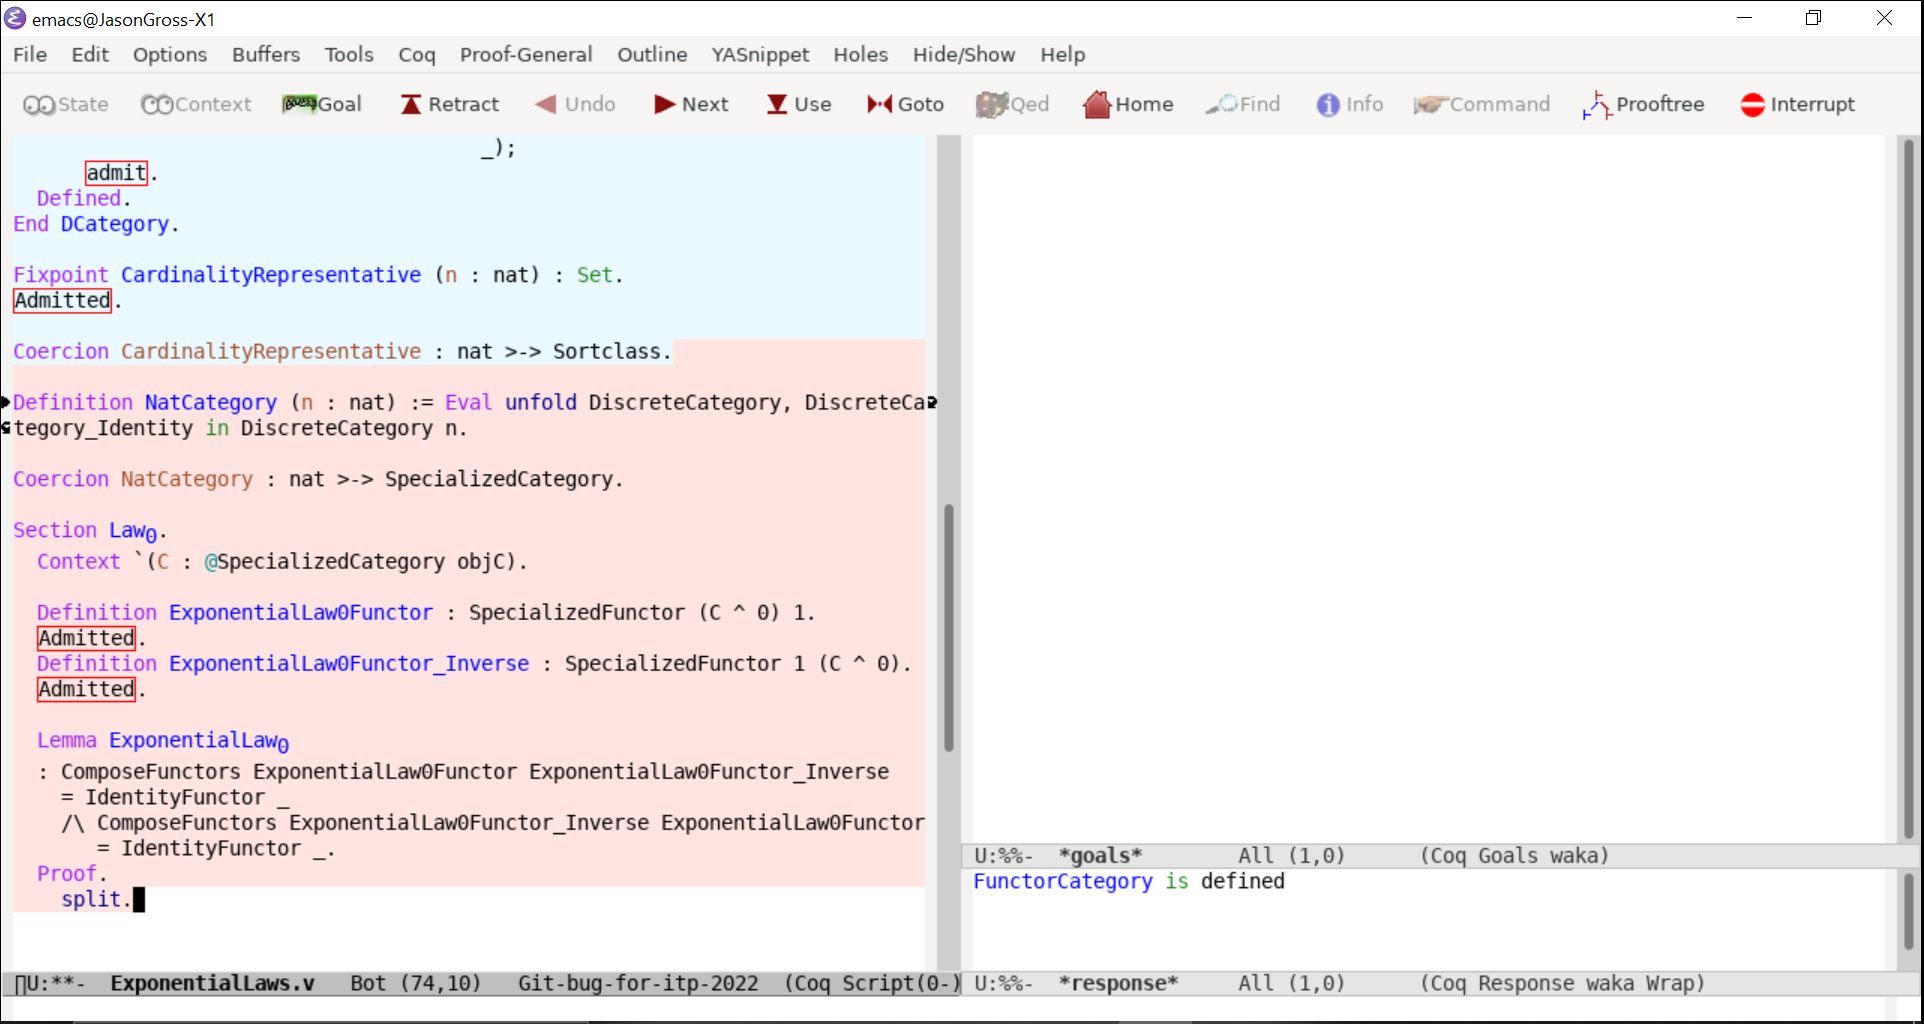 emacs@JasonGross-X1
File Edit Options Buffers Tools Coq Proof-General Outline YASnippet Holes Hide/Show Help
State Context Goal Retract Undo Next Use Goto Qed Home Find Info Command Prooftree Interrupt
_);
admit.
Defined.
End DCategory.
Fixpoint CardinalityRepresentative (n : nat) : Set.
Admitted.
Coercion CardinalityRepresentative : nat >-> Sortclass.
Definition NatCategory (n : nat) := Eval unfold DiscreteCategory, DiscreteCa
tegory_Identity in DiscreteCategory n.
Coercion NatCategory : nat >-> SpecializedCategory.
Section Law0.
Context `(C : @SpecializedCategory objC).
Definition ExponentialLaw0Functor : SpecializedFunctor (C ^ 0) 1.
Admitted.
Definition ExponentialLaw0Functor_Inverse : SpecializedFunctor 1 (C ^ 0).
Admitted.
Lemma ExponentialLaw0
: ComposeFunctors ExponentialLaw0Functor ExponentialLaw0Functor_Inverse
= IdentityFunctor _
/\ ComposeFunctors ExponentialLaw0Functor_Inverse ExponentialLaw0Functor
= IdentityFunctor _.
Proof.
split.
U:**- ExponentialLaws.v Bot (74,10) Git-bug-for-itp-2022 (Coq Script(0-)
U:%%- *goals* All (1,0) (Coq Goals waka)
FunctorCategory is defined
U:%%- *response* All (1,0) (Coq Response waka Wrap)